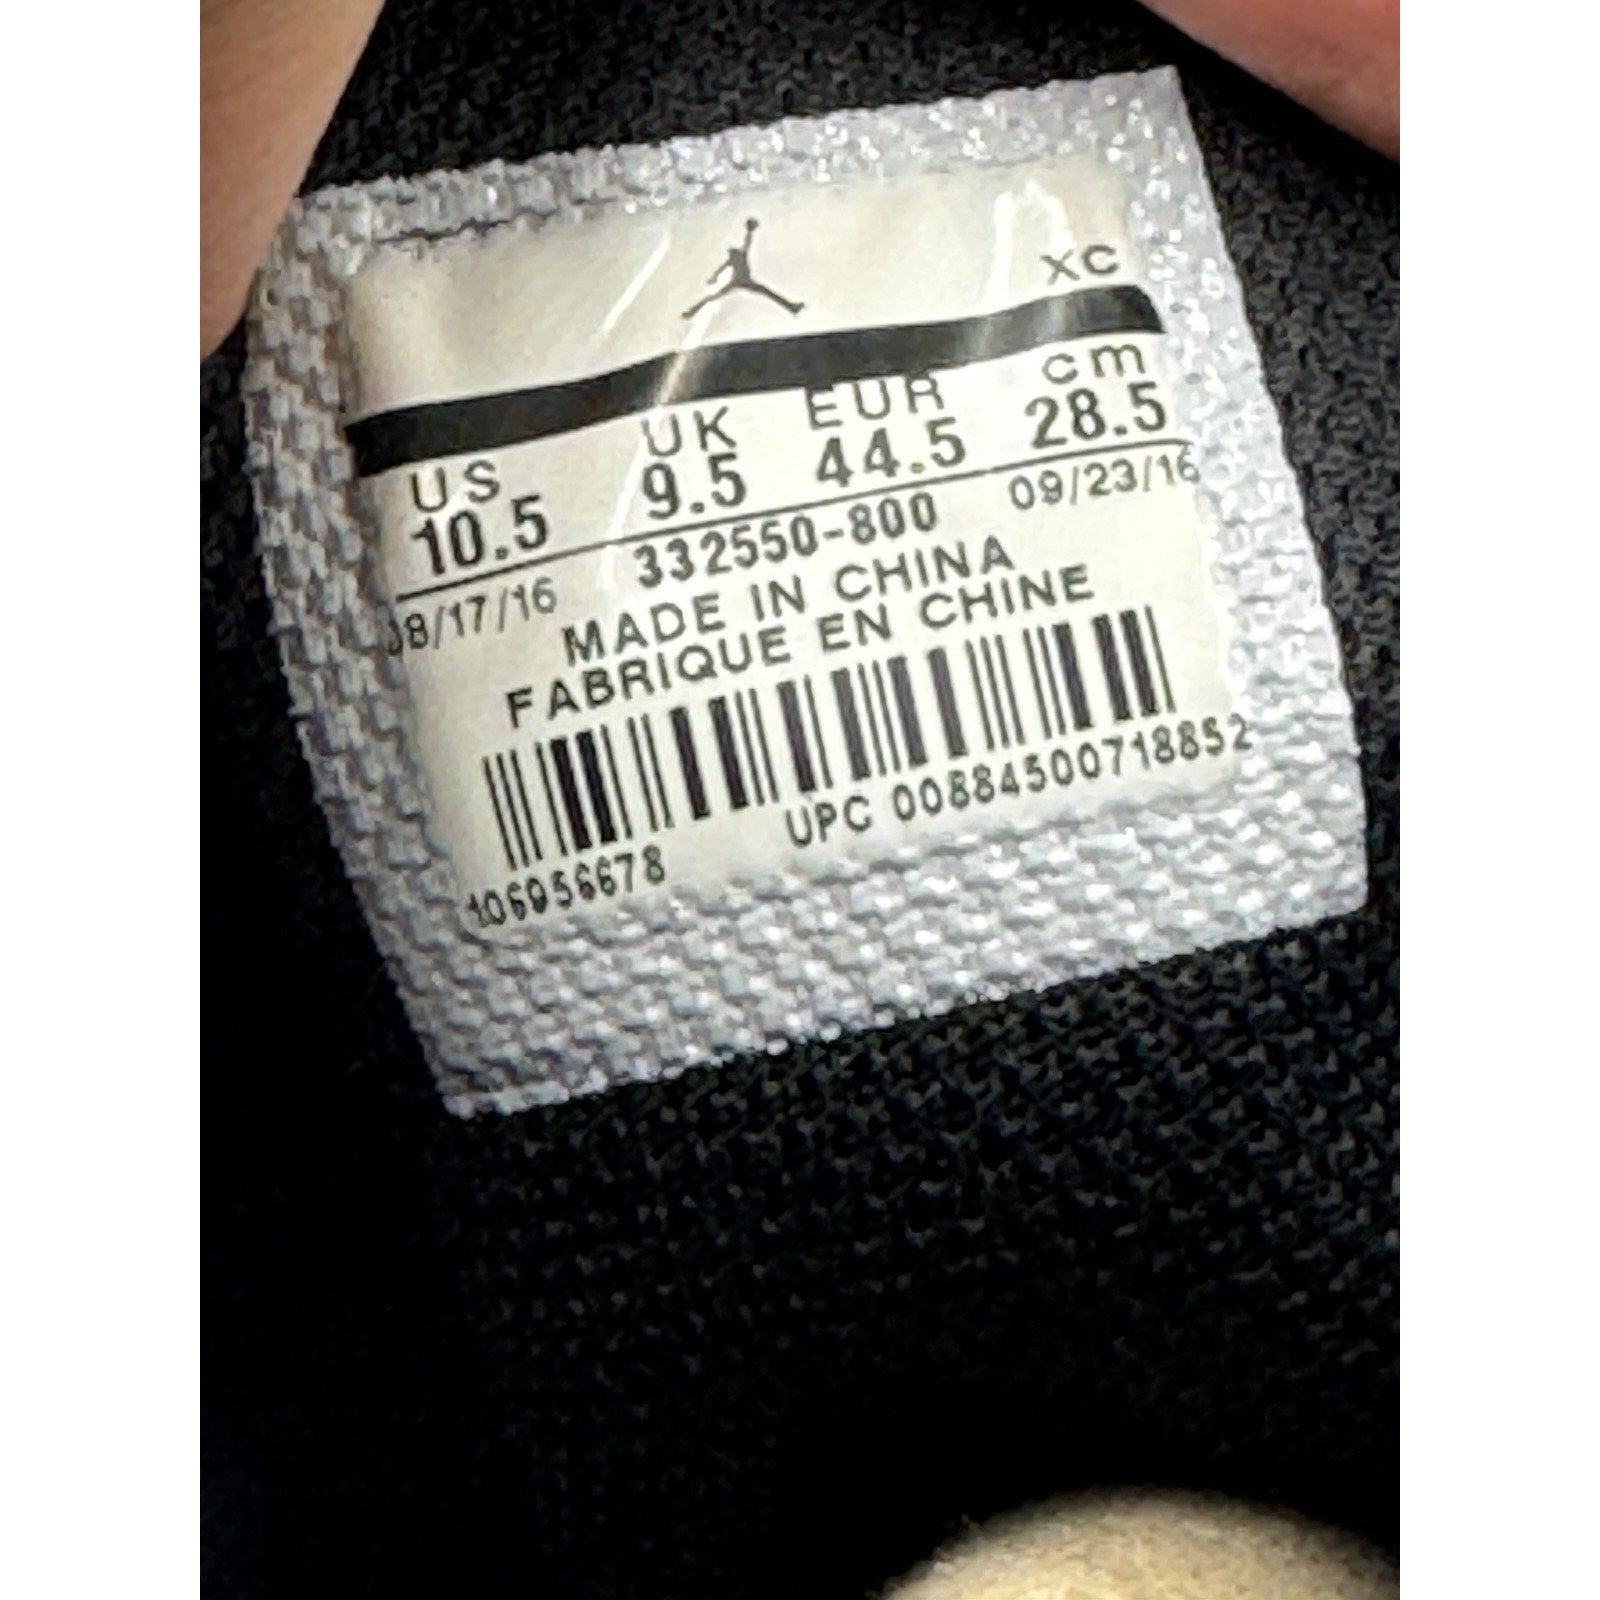 XC
US UK EUR cm
10.5 9.5 44.5 28.5
08/17/16 332550-800 09/23/16
MADE IN CHINA
FABRIQUE EN CHINE
UPC 00884500718852
106956678